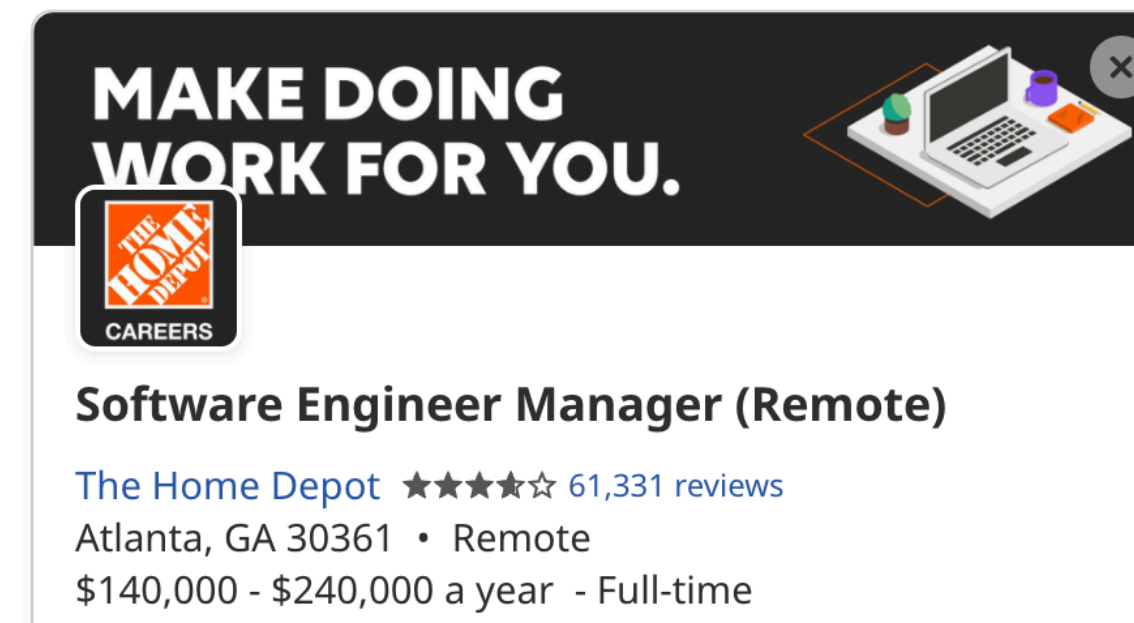 MAKE DOING
WORK FOR YOU.
THE
HOME
DEPOT
CAREERS
Software Engineer Manager (Remote)
The Home Depot 61,331 reviews
Atlanta, GA 30361 • Remote
$140,000 - $240,000 a year - Full-time